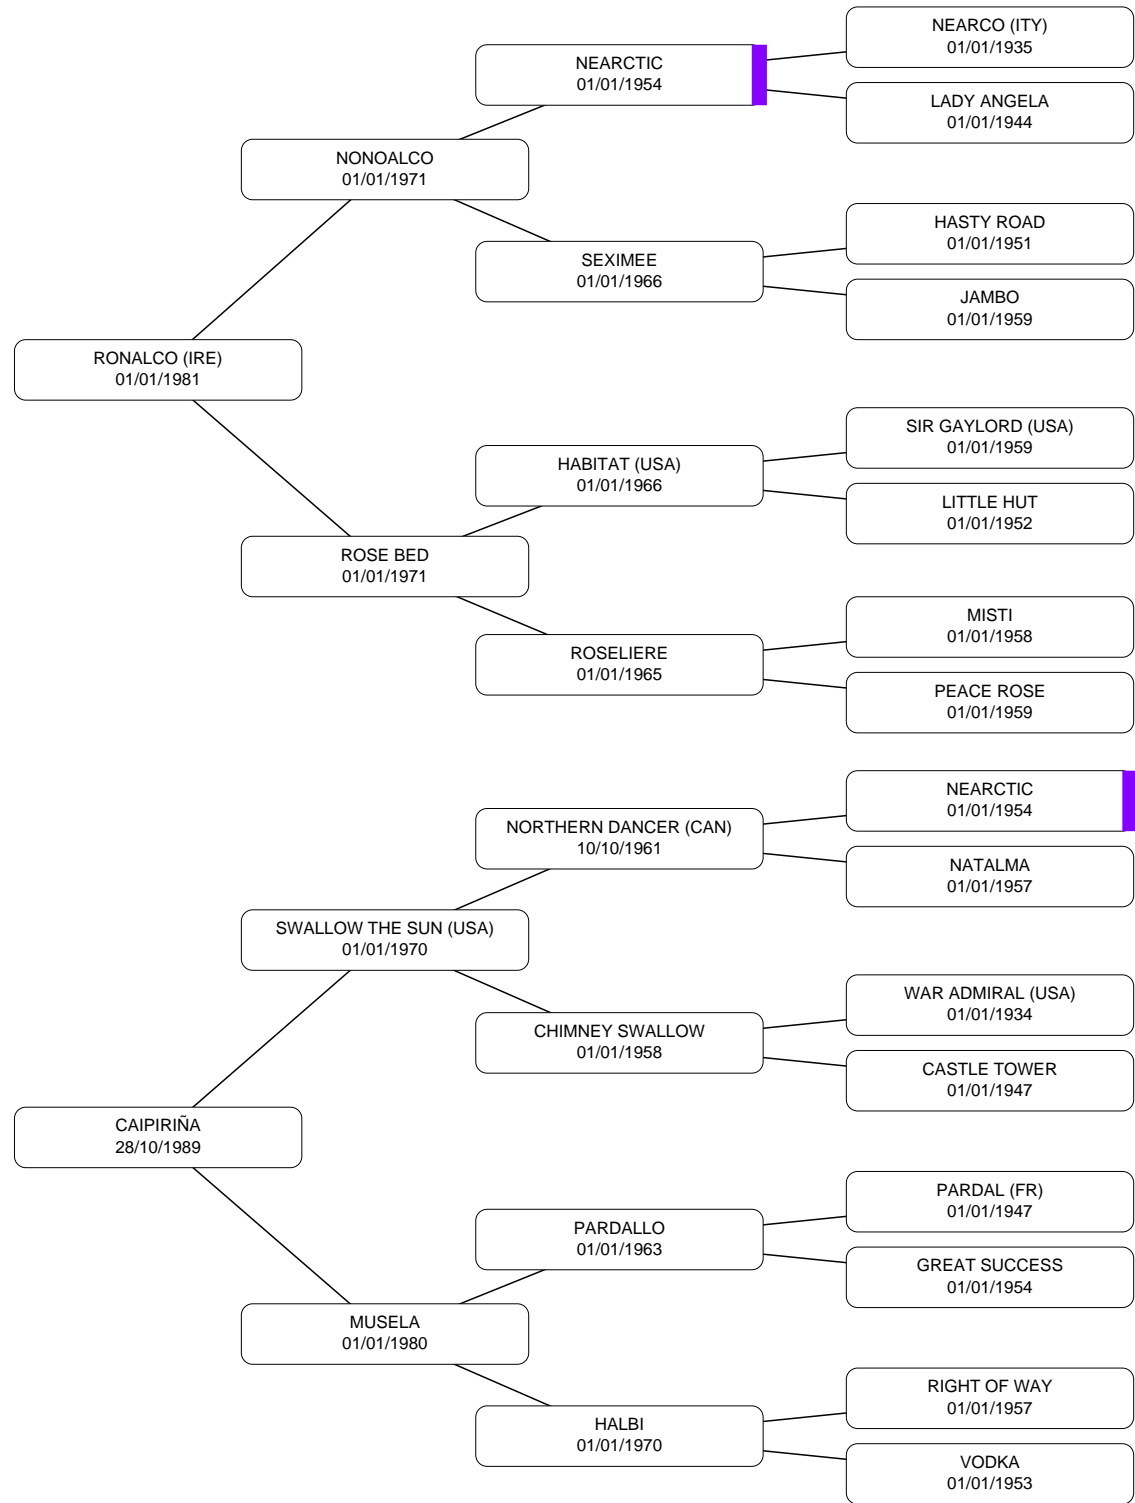 NEARCO (ITY)
01/01/1935
NEARCTIC
01/01/1954
LADY ANGELA
01/01/1944
NONOALCO
01/01/1971
HASTY ROAD
01/01/1951
SEXIMEE
01/01/1966
JAMBO
01/01/1959
RONALCO (IRE)
01/01/1981
SIR GAYLORD (USA)
01/01/1959
HABITAT (USA)
01/01/1966
LITTLE HUT
01/01/1952
ROSE BED
01/01/1971
MISTI
01/01/1958
ROSELIERE
01/01/1965
PEACE ROSE
01/01/1959
NEARCTIC
01/01/1954
NORTHERN DANCER (CAN)
10/10/1961
NATALMA
01/01/1957
SWALLOW THE SUN (USA)
01/01/1970
WAR ADMIRAL (USA)
01/01/1934
CHIMNEY SWALLOW
01/01/1958
CASTLE TOWER
01/01/1947
CAIPIRIÑA
28/10/1989
PARDAL (FR)
01/01/1947
PARDALLO
01/01/1963
GREAT SUCCESS
01/01/1954
MUSELA
01/01/1980
RIGHT OF WAY
01/01/1957
HALBI
01/01/1970
VODKA
01/01/1953